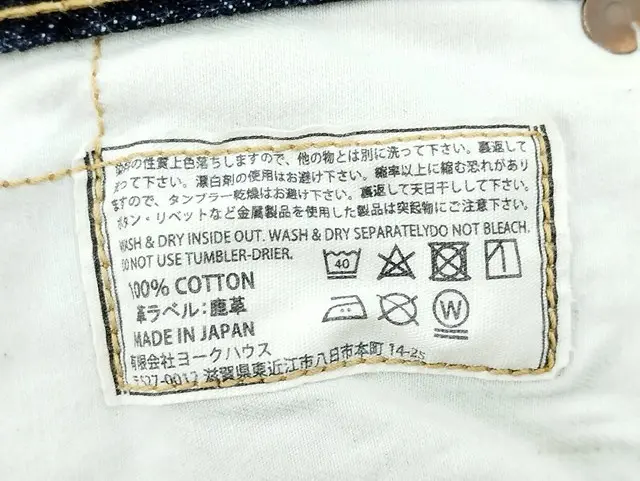 の性質上色落ちしますので、他の物とは別に洗って下さい。裏返して
って下さい。漂白剤の使用はお避け下さい。縮率以上に縮む恐れがあり
ますので、タンブラー乾燥はお避け下さい。裏返して天日干しして下さい。
ボタン・リベットなど金属製品を使用した製品は突起物にご注意下さい。
WASH & DRY INSIDE OUT. WASH & DRY SEPARATELYDO NOT BLEACH.
DO NOT USE TUMBLER-DRIER.
40
W
100% COTTON
革ラベル：鹿革
MADE IN JAPAN
有限会社ヨークハウス
〒527-0012 滋賀県東近江市八日市本町 14-25